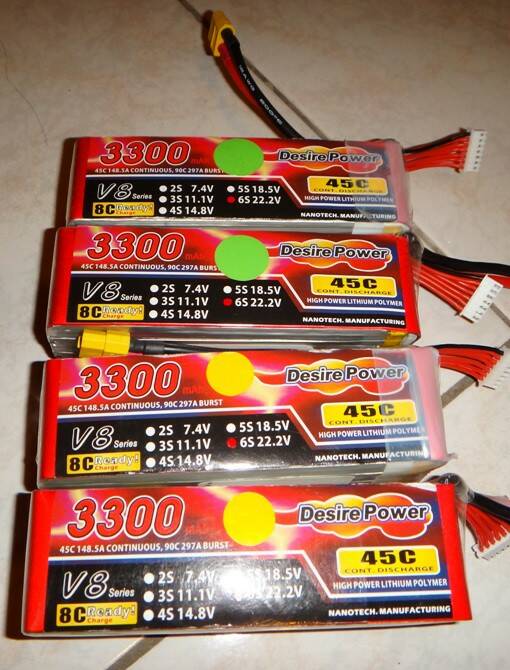 3300 mAh
Desire Power
45C 148.5A CONTINUOUS, 90C 297A BURST
45C
CONT. DISCHARGE
V8 Series
2S 7.4V
5S 18.5V
3S 11.1V
6S 22.2V
4S 14.8V
8C Ready!
Charge
HIGH POWER LITHIUM POLYMER
NANOTECH. MANUFACTURING
3300 mAh
Desire Power
45C 148.5A CONTINUOUS, 90C 297A BURST
45C
CONT. DISCHARGE
V8 Series
2S 7.4V
5S 18.5V
3S 11.1V
6S 22.2V
4S 14.8V
8C Ready!
Charge
HIGH POWER LITHIUM POLYMER
NANOTECH. MANUFACTURING
3300 mAh
Desire Power
45C 148.5A CONTINUOUS, 90C 297A BURST
45C
CONT. DISCHARGE
V8 Series
2S 7.4V
5S 18.5V
3S 11.1V
6S 22.2V
4S 14.8V
8C Ready!
Charge
HIGH POWER LITHIUM POLYMER
NANOTECH. MANUFACTURING
3300
Desire Power
45C 148.5A CONTINUOUS, 90C 297A BURST
45C
CONT. DISCHARGE
V8 Series
2S 7.4V
5S 18.5V
3S 11.1V
6S 22.2V
4S 14.8V
8C Ready!
Charge
HIGH POWER LITHIUM POLYMER
NANOTECH. MANUFACTURING